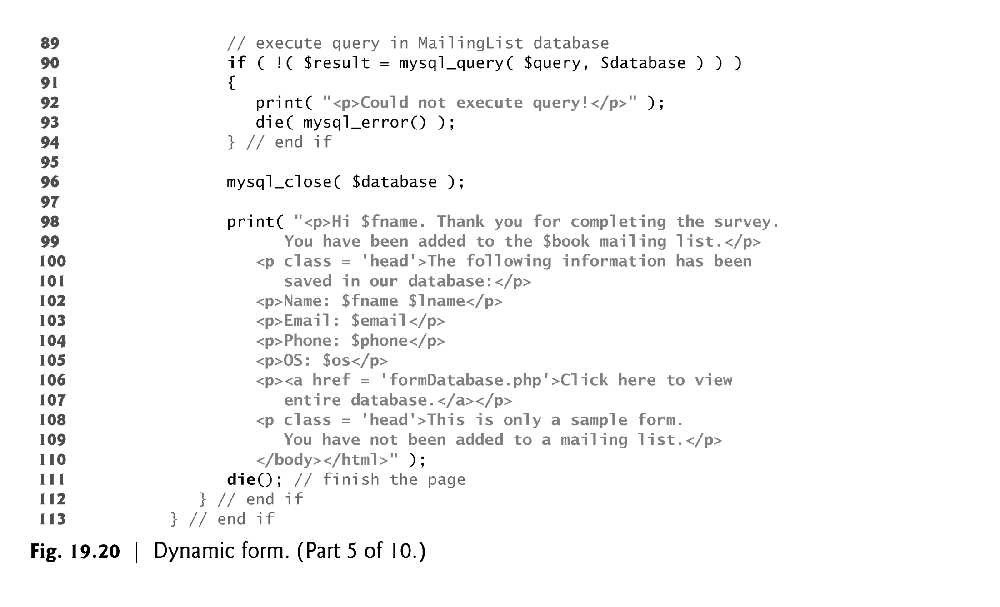 89 // execute query in MailingList database
90 if ( !( $result = mysql_query( $query, $database ) ) )
91 {
92 print( "<p>Could not execute query!</p>" );
93 die( mysql_error() );
94 } // end if
95
96 mysql_close( $database );
97
98 print( "<p>Hi $fname. Thank you for completing the survey.
99 You have been added to the $book mailing list.</p>
100 <p class = 'head'>The following information has been
101 saved in our database:</p>
102 <p>Name: $fname $lname</p>
103 <p>Email: $email</p>
104 <p>Phone: $phone</p>
105 <p>OS: $os</p>
106 <p><a href = 'formDatabase.php'>Click here to view
107 entire database.</a></p>
108 <p class = 'head'>This is only a sample form.
109 You have not been added to a mailing list.</p>
110 </body></html>" );
111 die(); // finish the page
112 } // end if
113 } // end if
Fig. 19.20 | Dynamic form. (Part 5 of 10.)